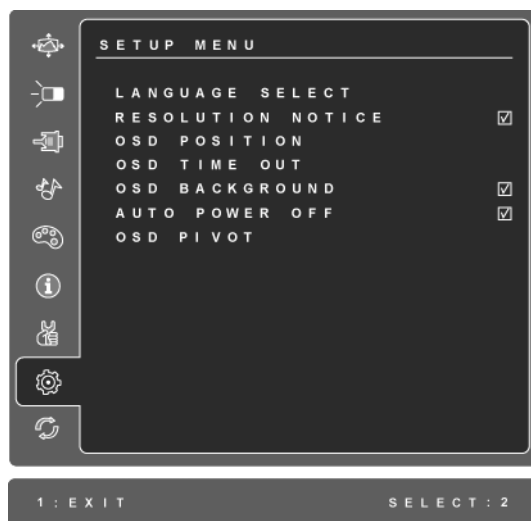 SETUP MENU
LANGUAGE SELECT
RESOLUTION NOTICE
OSD POSITION
OSD TIME OUT
OSD BACKGROUND
AUTO POWER OFF
OSD PIVOT
1:EXIT SELECT:2